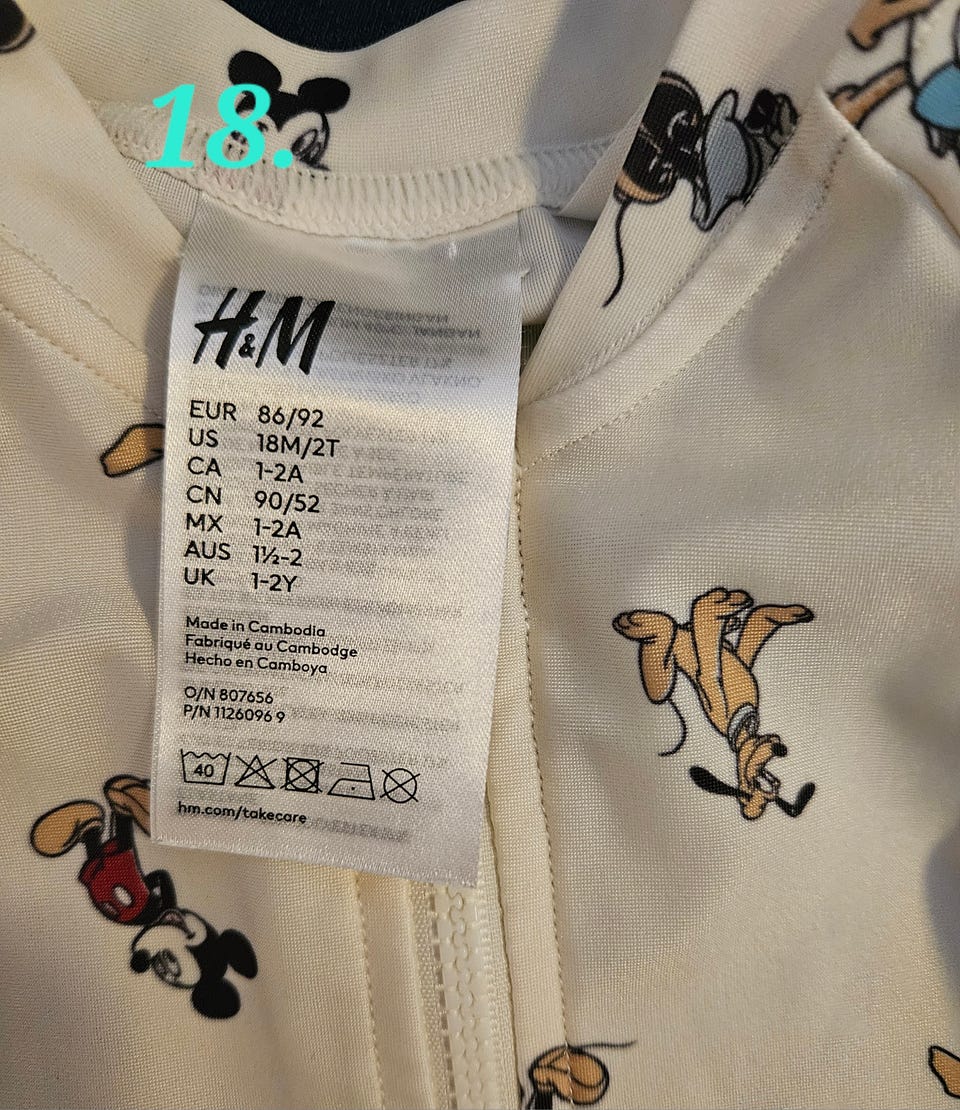 18.
H&M
EUR 86/92
US 18M/2T
CA 1-2A
CN 90/52
MX 1-2A
AUS 1½-2
UK 1-2Y
Made in Cambodia
Fabriqué au Cambodge
Hecho en Camboya
O/N 807656
P/N 1126096 9
40
hm.com/takecare